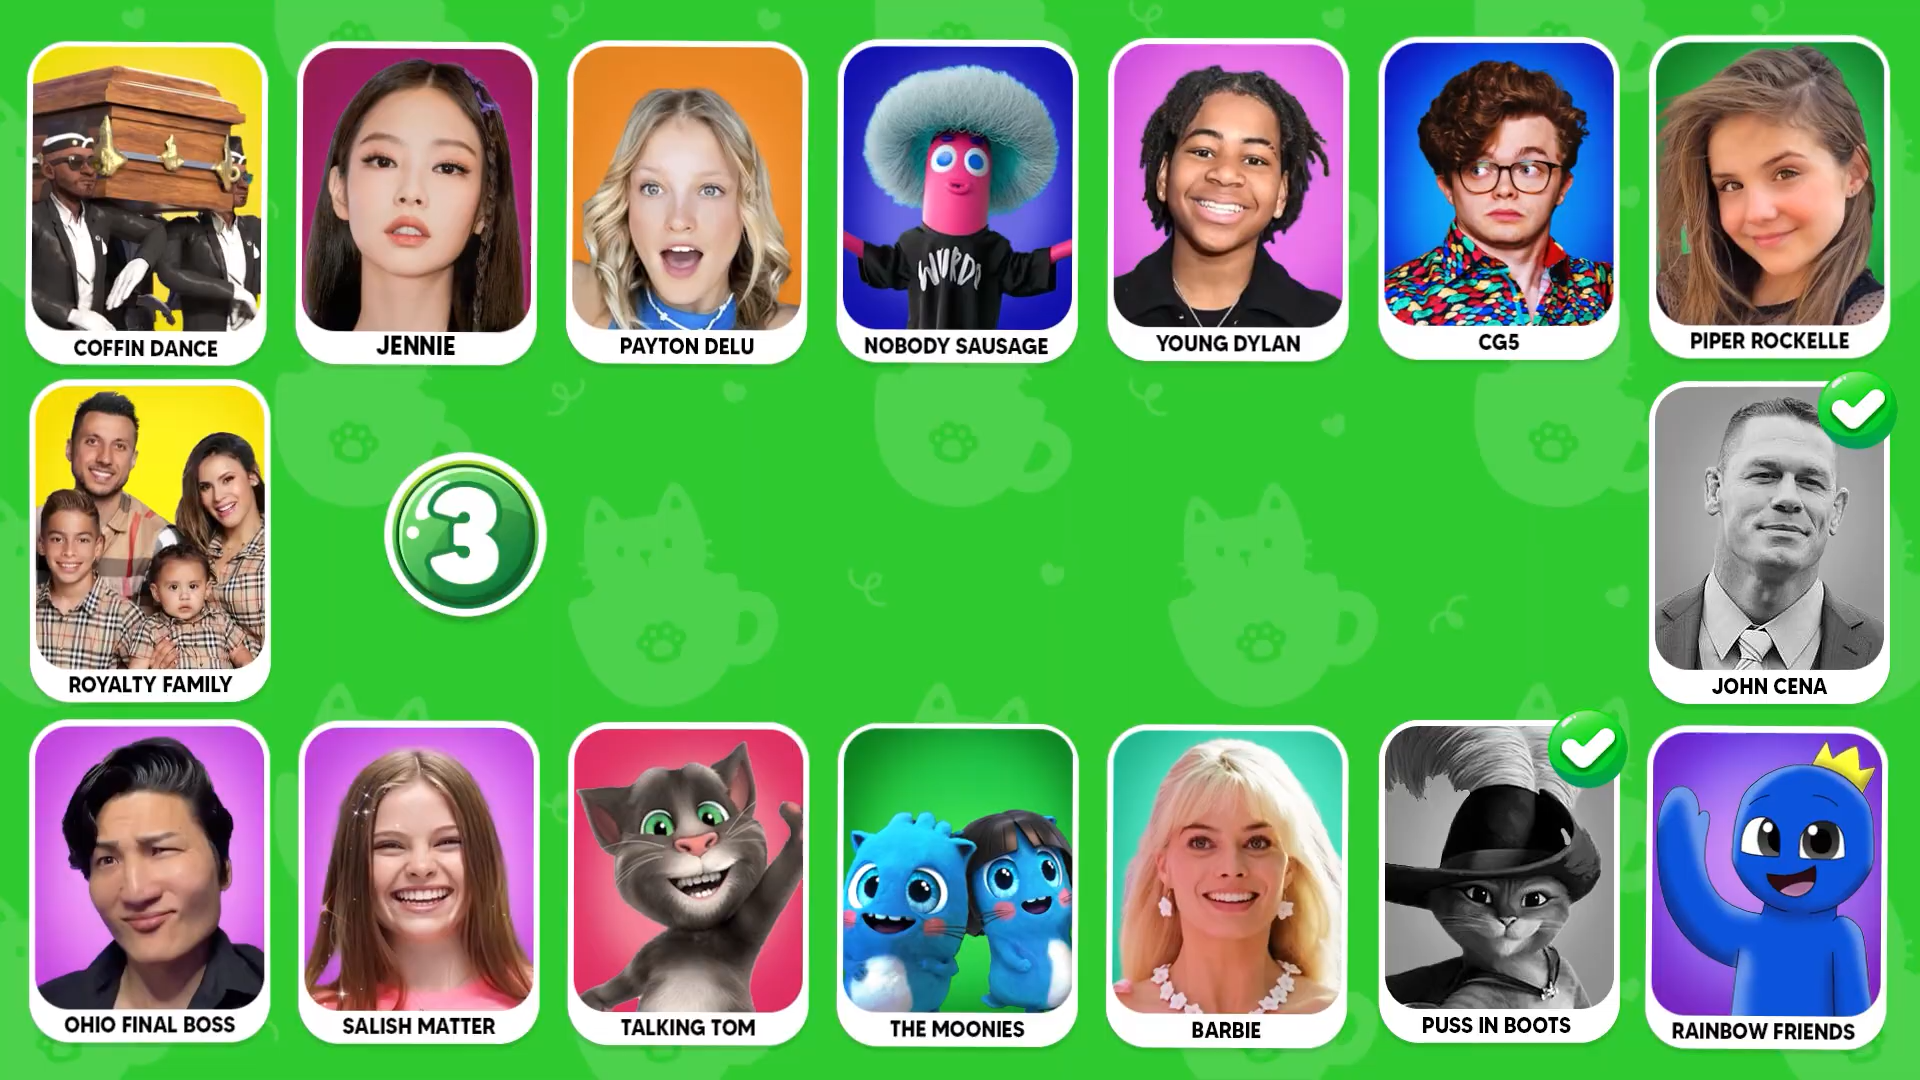 COFFIN DANCE
JENNIE
PAYTON DELU
WURDS
NOBODY SAUSAGE
YOUNG DYLAN
CG5
PIPER ROCKELLE
ROYALTY FAMILY
3
JOHN CENA
OHIO FINAL BOSS
SALISH MATTER
TALKING TOM
THE MOONIES
BARBIE
PUSS IN BOOTS
RAINBOW FRIENDS